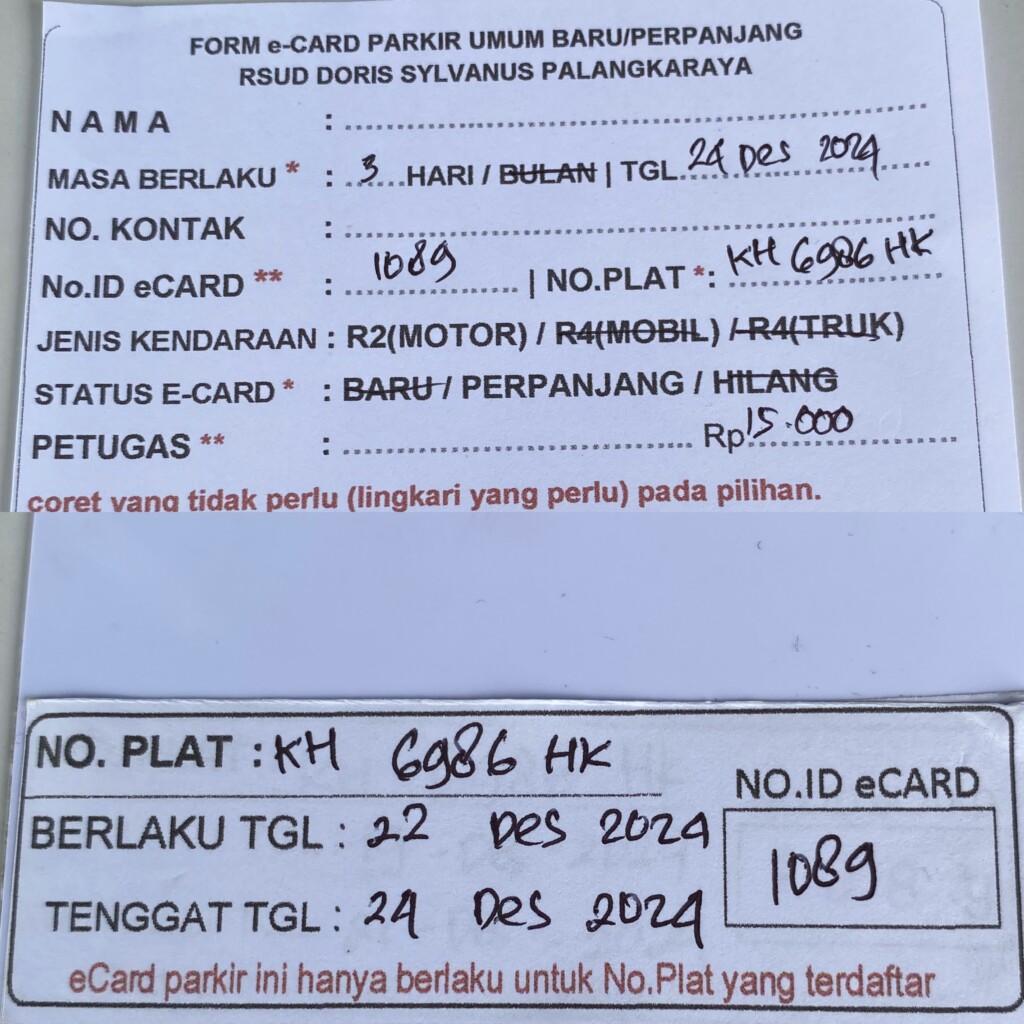 FORM e-CARD PARKIR UMUM BARU/PERPANJANG
RSUD DORIS SYLVANUS PALANGKARAYA
N A M A :
MASA BERLAKU * : 3 HARI / BULAN | TGL. 24 Des 2024
NO. KONTAK :
No.ID eCARD ** : 1089 | NO.PLAT *: KH 6986 HK
JENIS KENDARAAN : R2(MOTOR) / R4(MOBIL) / R4(TRUK)
STATUS E-CARD * : BARU / PERPANJANG / HILANG
PETUGAS ** : Rp 15.000
coret yang tidak perlu (lingkari yang perlu) pada pilihan.
NO. PLAT : KH 6986 HK
BERLAKU TGL : 22 Des 2024
TENGGAT TGL : 24 Des 2024
NO.ID eCARD
1089
eCard parkir ini hanya berlaku untuk No.Plat yang terdaftar